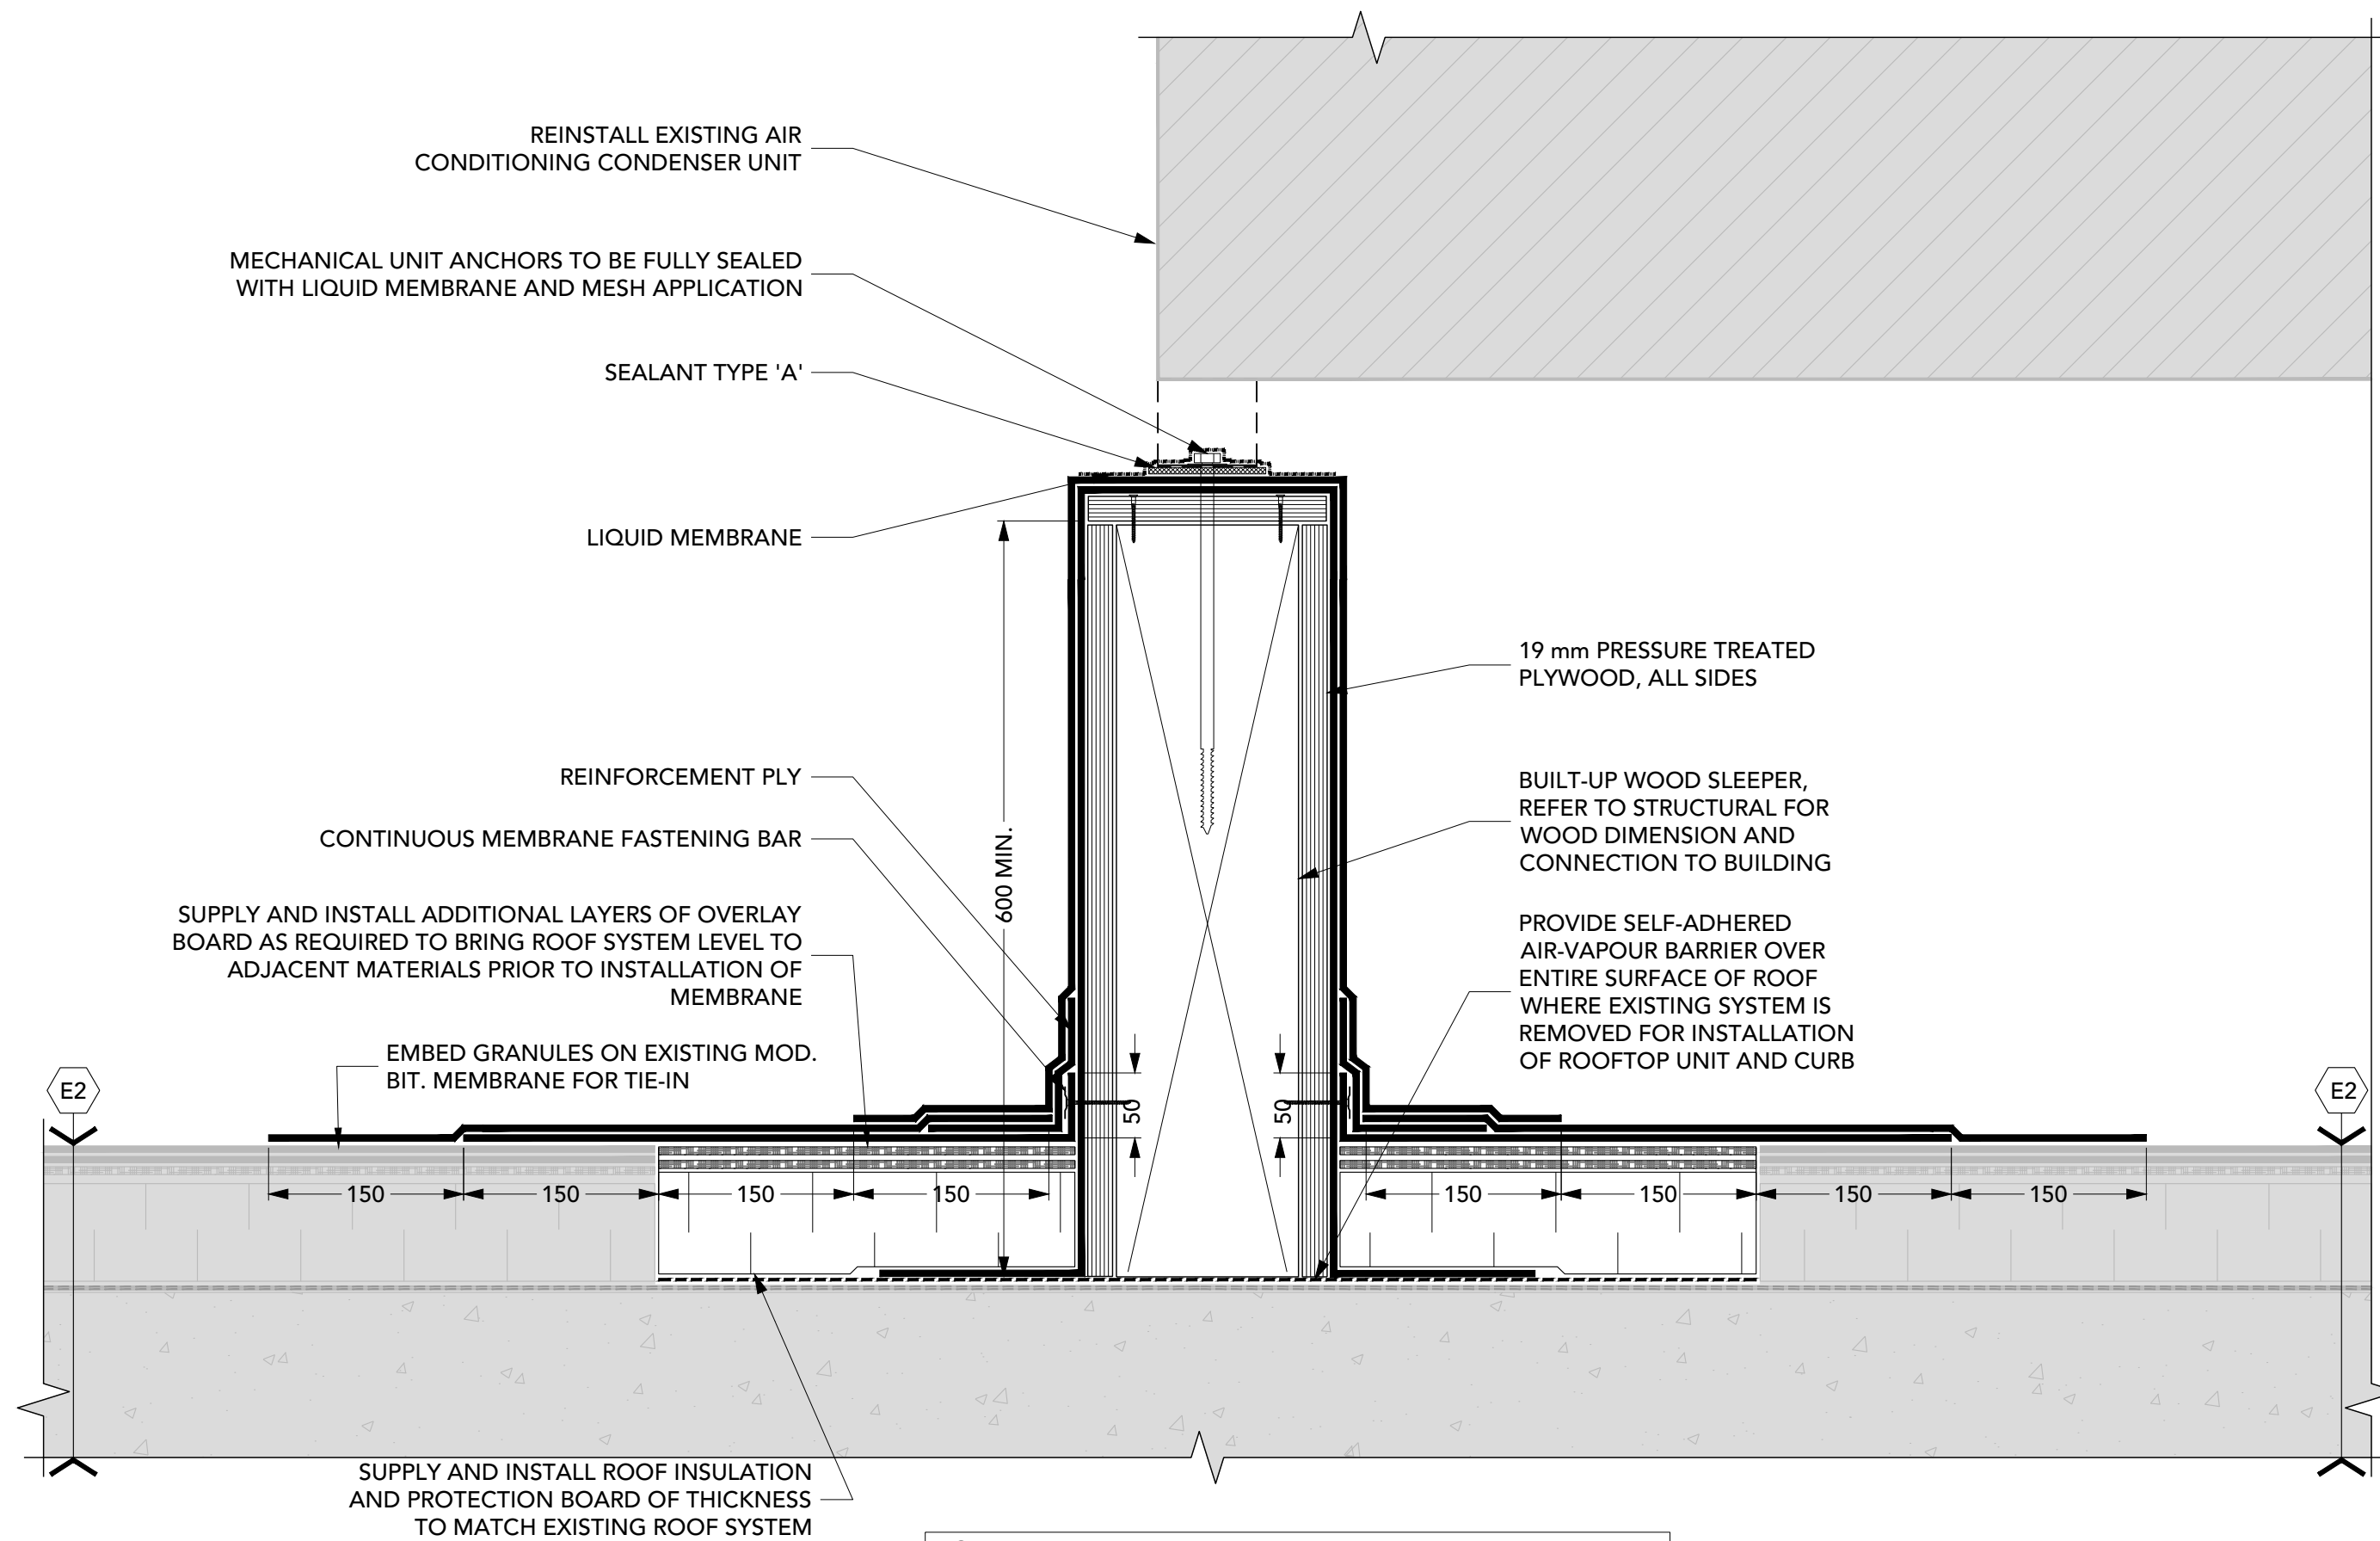 REINSTALL EXISTING AIR
CONDITIONING CONDENSER UNIT
MECHANICAL UNIT ANCHORS TO BE FULLY SEALED
WITH LIQUID MEMBRANE AND MESH APPLICATION
SEALANT TYPE 'A'
LIQUID MEMBRANE
REINFORCEMENT PLY
CONTINUOUS MEMBRANE FASTENING BAR
SUPPLY AND INSTALL ADDITIONAL LAYERS OF OVERLAY
BOARD AS REQUIRED TO BRING ROOF SYSTEM LEVEL TO
ADJACENT MATERIALS PRIOR TO INSTALLATION OF
MEMBRANE
EMBED GRANULES ON EXISTING MOD.
BIT. MEMBRANE FOR TIE-IN
E2
600 MIN.
50
50
19 mm PRESSURE TREATED
PLYWOOD, ALL SIDES
BUILT-UP WOOD SLEEPER,
REFER TO STRUCTURAL FOR
WOOD DIMENSION AND
CONNECTION TO BUILDING
PROVIDE SELF-ADHERED
AIR-VAPOUR BARRIER OVER
ENTIRE SURFACE OF ROOF
WHERE EXISTING SYSTEM IS
REMOVED FOR INSTALLATION
OF ROOFTOP UNIT AND CURB
E2
150
150
150
150
150
150
150
150
SUPPLY AND INSTALL ROOF INSULATION
AND PROTECTION BOARD OF THICKNESS
TO MATCH EXISTING ROOF SYSTEM